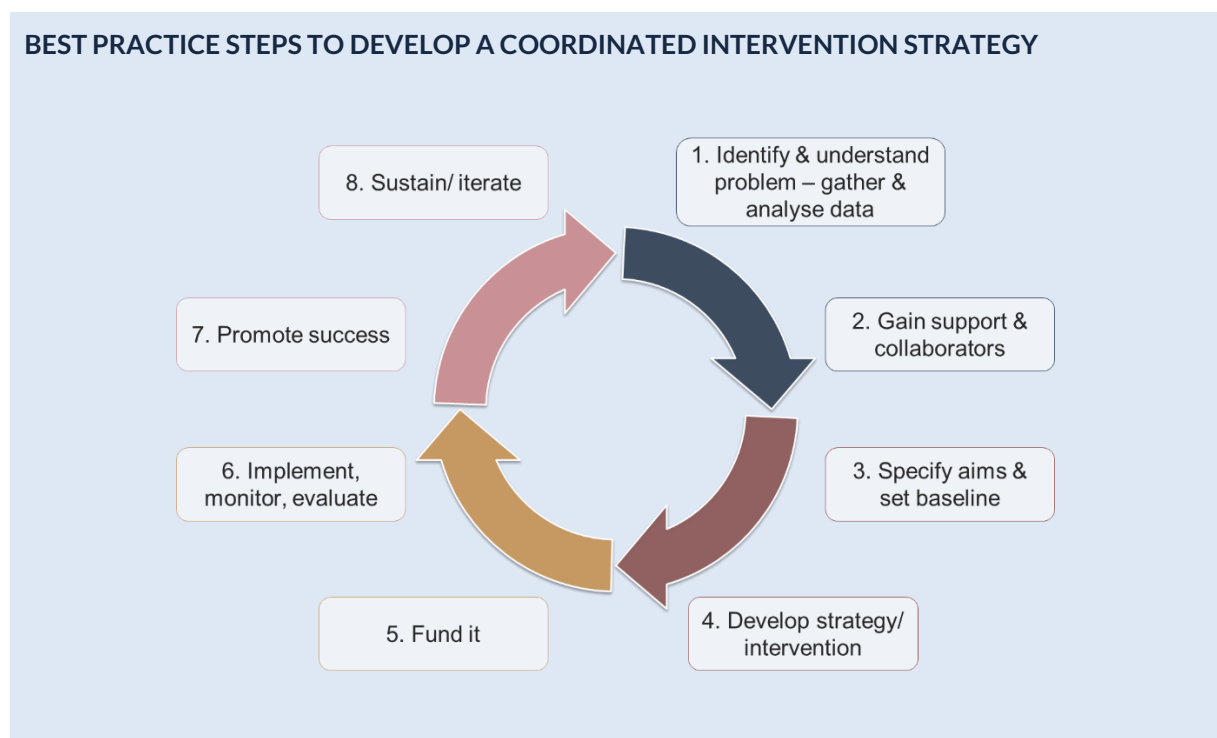 BEST PRACTICE STEPS TO DEVELOP A COORDINATED INTERVENTION STRATEGY
1. Identify & understand
problem – gather &
analyse data
2. Gain support &
collaborators
3. Specify aims &
set baseline
4. Develop strategy/
intervention
5. Fund it
6. Implement,
monitor, evaluate
7. Promote success
8. Sustain/ iterate